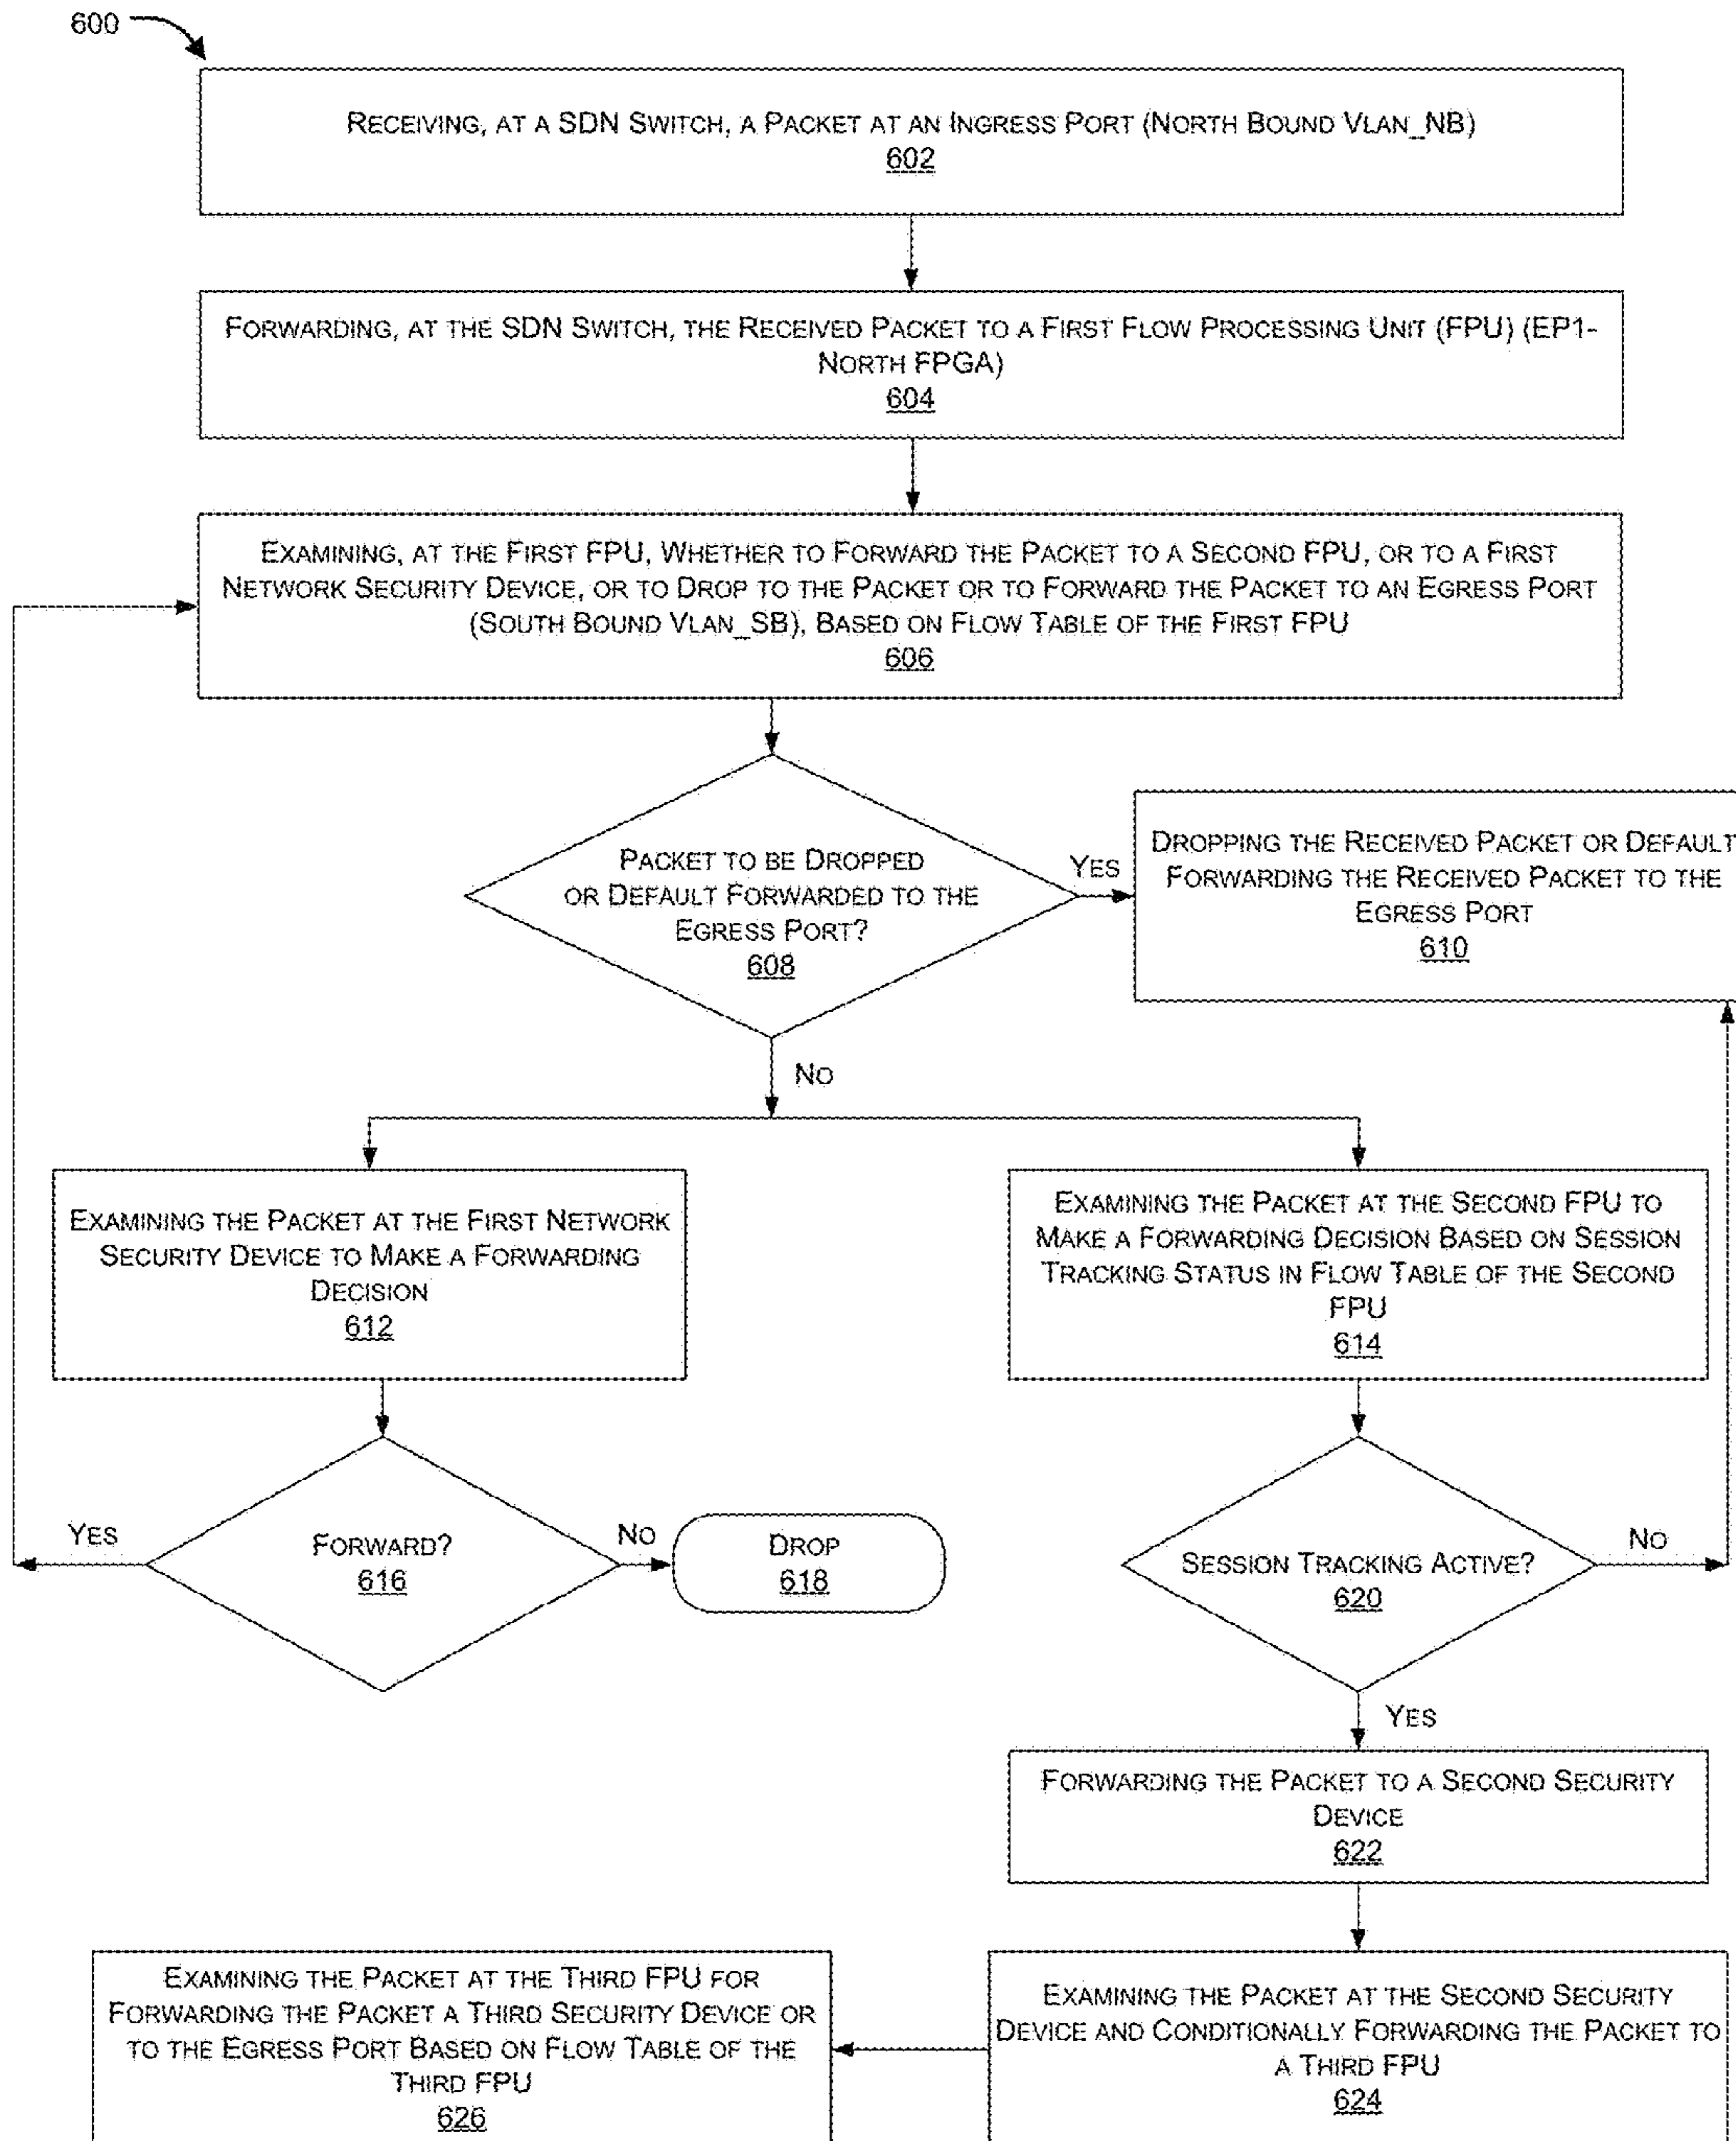 600
RECEIVING, AT A SDN SWITCH, A PACKET AT AN INGRESS PORT (NORTH BOUND VLAN_NB)
602
FORWARDING, AT THE SDN SWITCH, THE RECEIVED PACKET TO A FIRST FLOW PROCESSING UNIT (FPU) (EP1-
NORTH FPGA)
604
EXAMINING, AT THE FIRST FPU, WHETHER TO FORWARD THE PACKET TO A SECOND FPU, OR TO A FIRST
NETWORK SECURITY DEVICE, OR TO DROP TO THE PACKET OR TO FORWARD THE PACKET TO AN EGRESS PORT
(SOUTH BOUND VLAN_SB), BASED ON FLOW TABLE OF THE FIRST FPU
606
PACKET TO BE DROPPED
OR DEFAULT FORWARDED TO THE
EGRESS PORT?
608
YES
DROPPING THE RECEIVED PACKET OR DEFAULT
FORWARDING THE RECEIVED PACKET TO THE
EGRESS PORT
610
NO
EXAMINING THE PACKET AT THE FIRST NETWORK
SECURITY DEVICE TO MAKE A FORWARDING
DECISION
612
EXAMINING THE PACKET AT THE SECOND FPU TO
MAKE A FORWARDING DECISION BASED ON SESSION
TRACKING STATUS IN FLOW TABLE OF THE SECOND
FPU
614
YES
FORWARD?
616
NO
DROP
618
SESSION TRACKING ACTIVE?
620
NO
YES
FORWARDING THE PACKET TO A SECOND SECURITY
DEVICE
622
EXAMINING THE PACKET AT THE SECOND SECURITY
DEVICE AND CONDITIONALLY FORWARDING THE PACKET TO
A THIRD FPU
624
EXAMINING THE PACKET AT THE THIRD FPU FOR
FORWARDING THE PACKET A THIRD SECURITY DEVICE OR
TO THE EGRESS PORT BASED ON FLOW TABLE OF THE
THIRD FPU
626